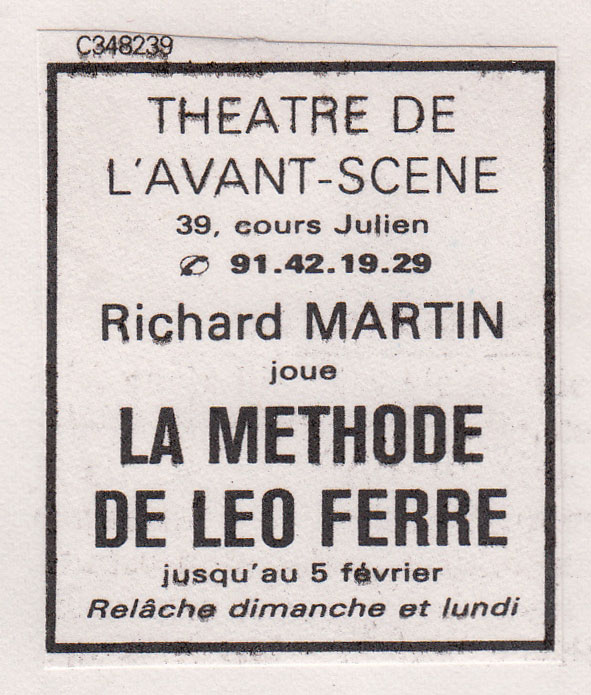 C348239
THEATRE DE
L'AVANT-SCENE
39, cours Julien
✆ 91.42.19.29
Richard MARTIN
joue
LA METHODE
DE LEO FERRE
jusqu'au 5 février
Relâche dimanche et lundi